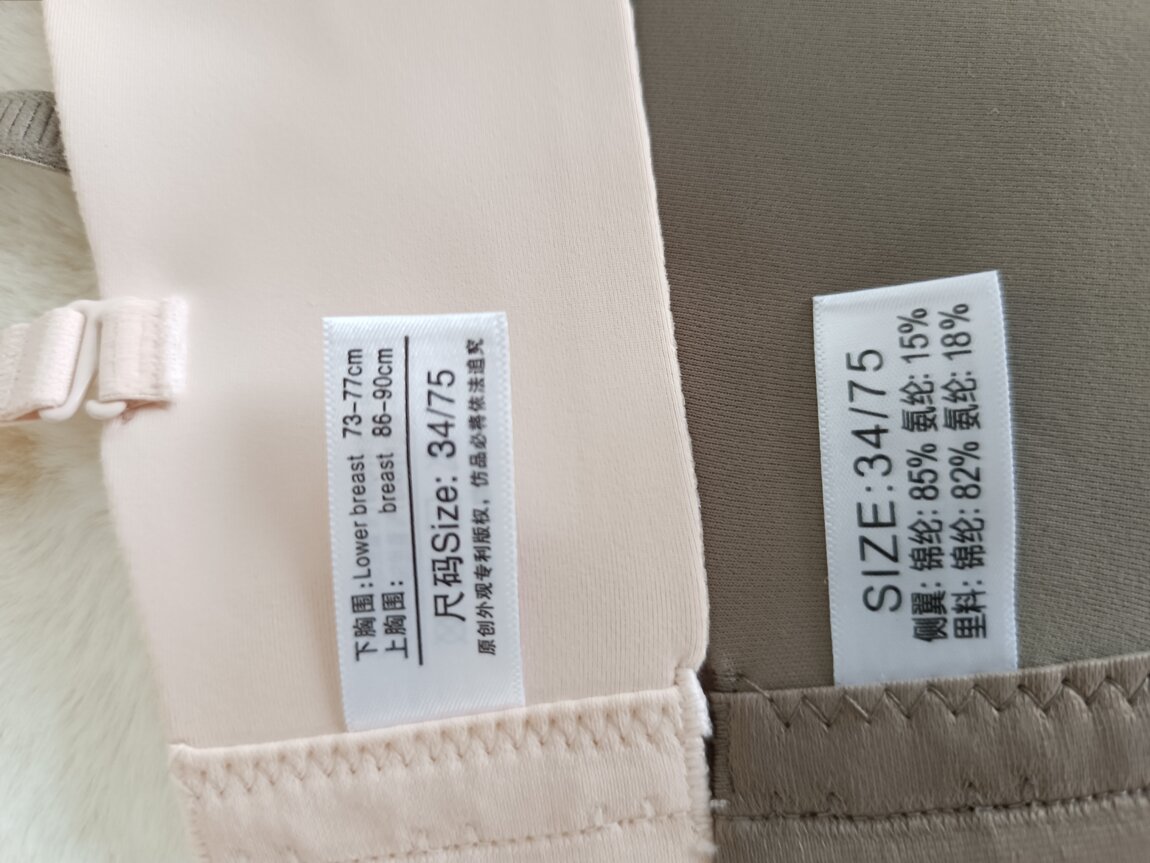 下胸围:Lower breast 73-77cm
上胸围: breast 86-90cm
尺码Size: 34/75
原创外观专利版权，仿品必将依法追究
SIZE:34/75
侧翼: 锦纶: 85% 氨纶: 15%
里料: 锦纶: 82% 氨纶: 18%